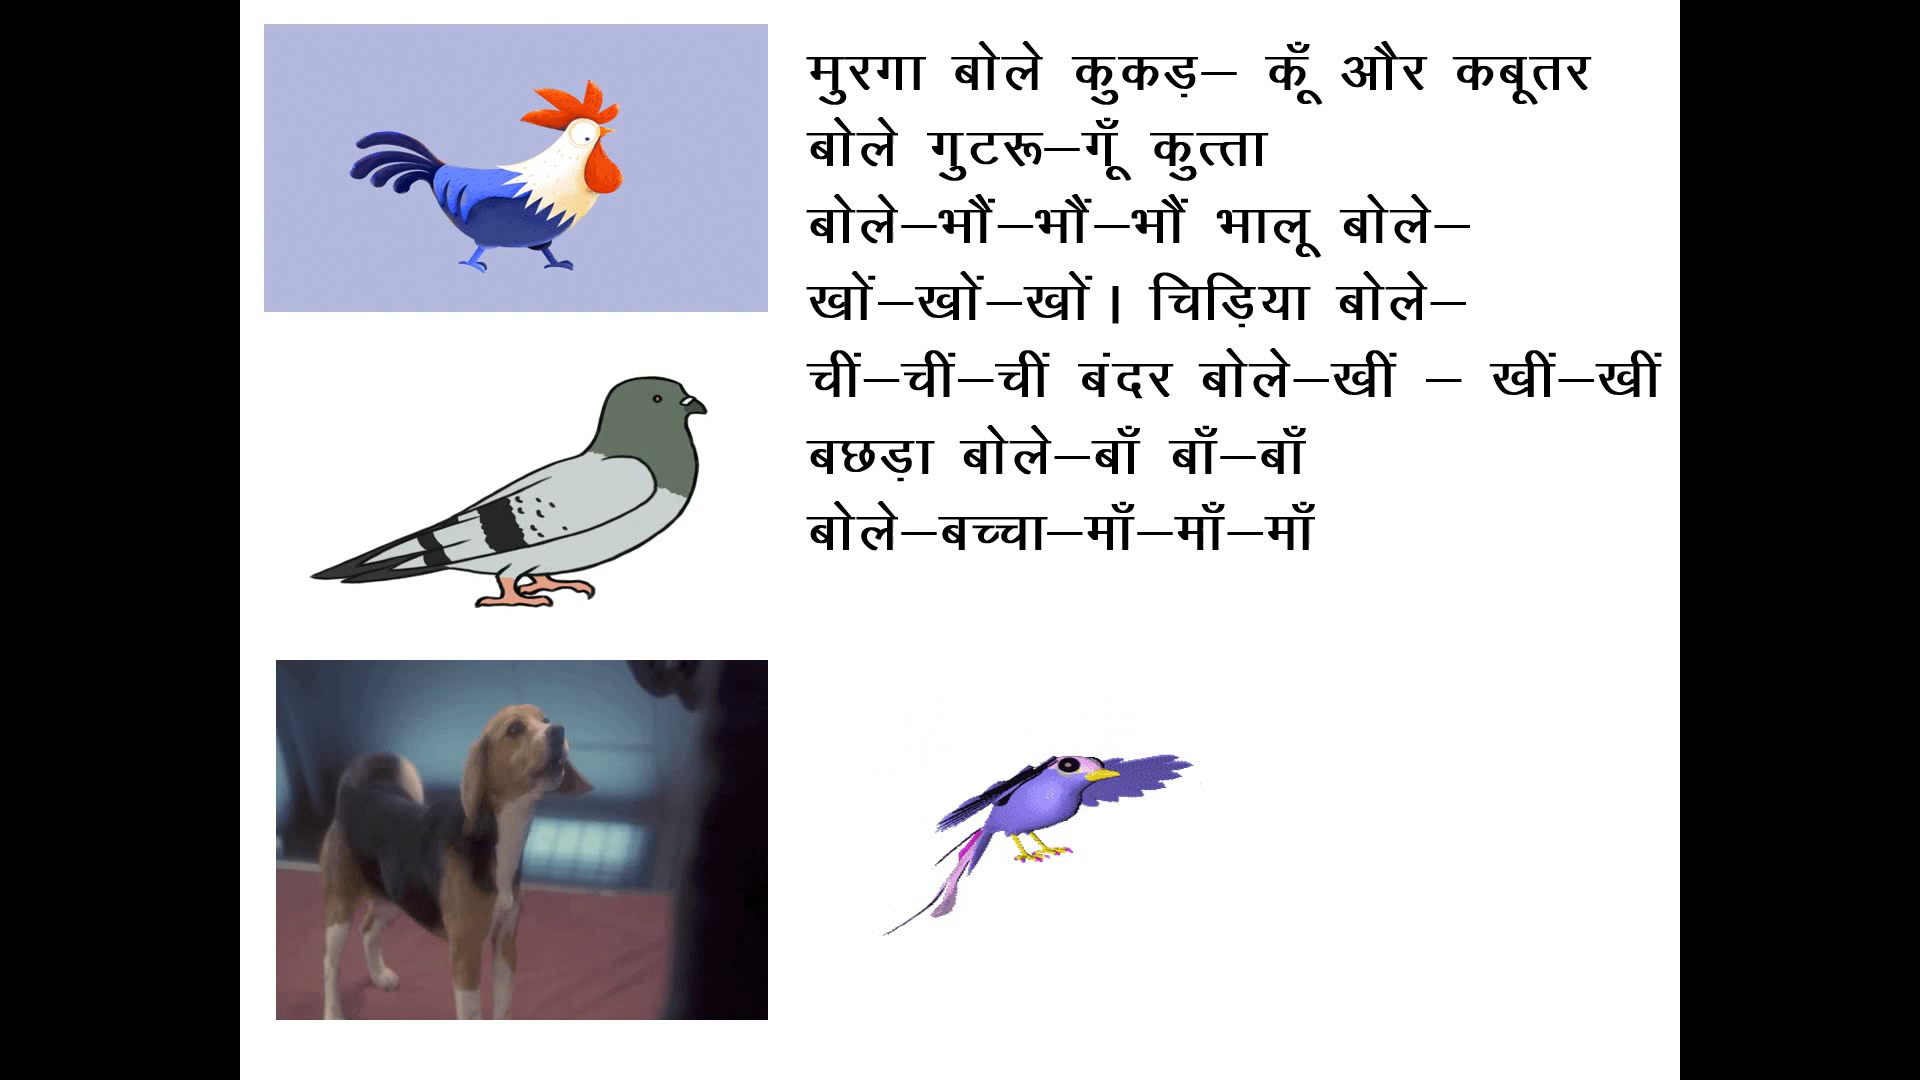 मुरगा बोले कुकड़– कूँ और कबूतर
बोले गुटरू–गूँ कुत्ता
बोले–भौं–भौं–भौं भालू बोले–
खों–खों–खों। चिड़िया बोले–
चीं–चीं–चीं बंदर बोले–खीं – खीं–खीं
बछड़ा बोले–बाँ बाँ–बाँ
बोले–बच्चा–माँ–माँ–माँ